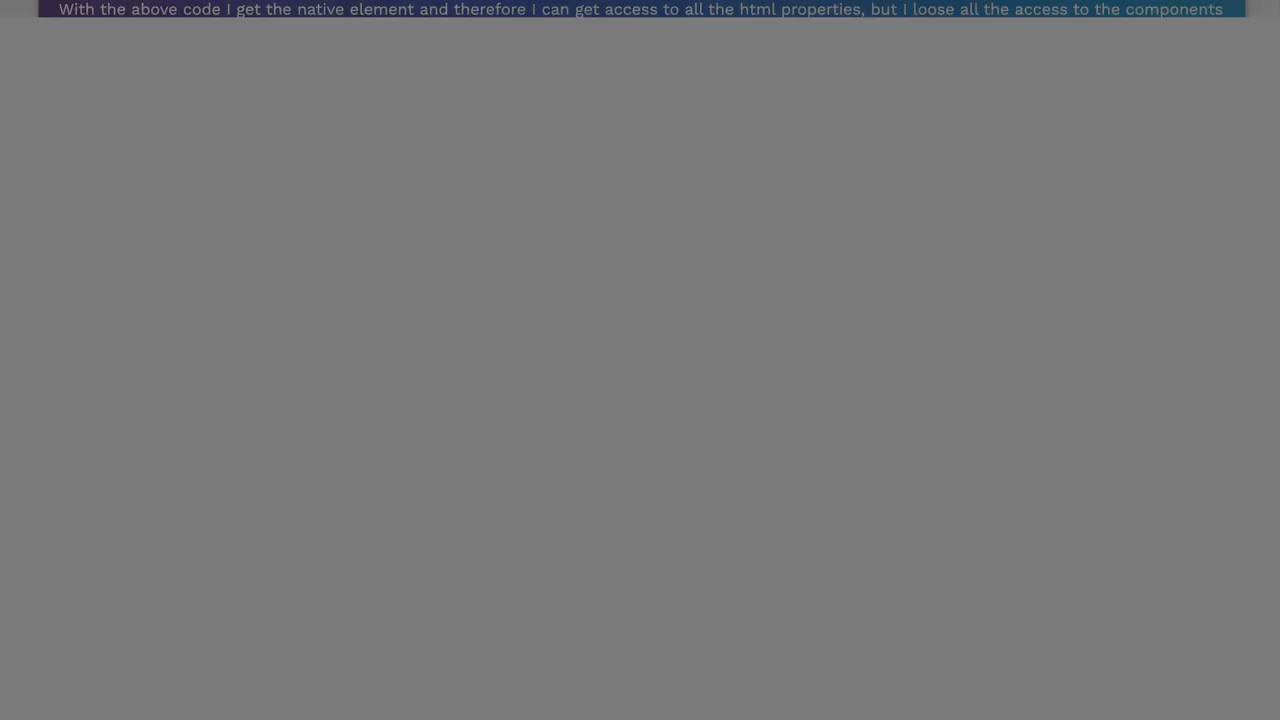 With the above code I get the native element and therefore I can get access to all the html properties, but I loose all the access to the components